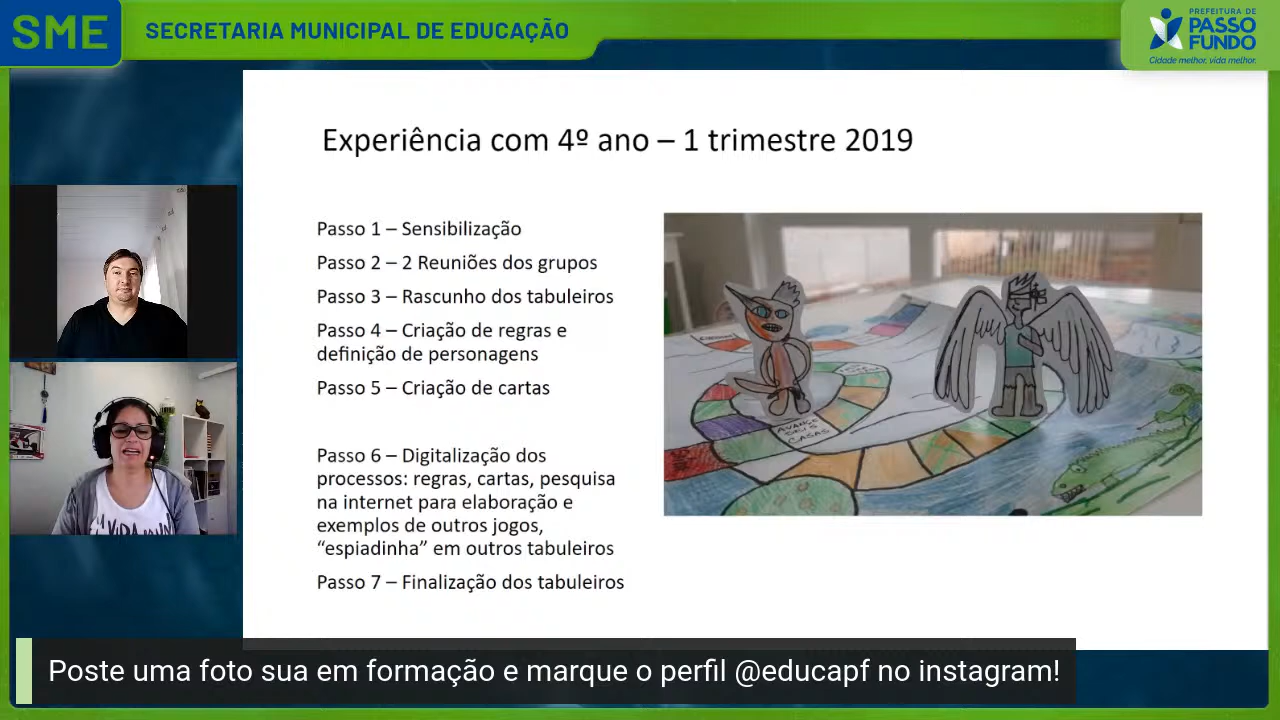 SME
SECRETARIA MUNICIPAL DE EDUCAÇÃO
PREFEITURA DE
PASSO
FUNDO
Cidade melhor, vida melhor.
Experiência com 4º ano – 1 trimestre 2019
Passo 1 – Sensibilização
Passo 2 – 2 Reuniões dos grupos
Passo 3 – Rascunho dos tabuleiros
Passo 4 – Criação de regras e
definição de personagens
Passo 5 – Criação de cartas
Passo 6 – Digitalização dos
processos: regras, cartas, pesquisa
na internet para elaboração e
exemplos de outros jogos,
“espiadinha” em outros tabuleiros
Passo 7 – Finalização dos tabuleiros
AVANCE
CASAS
Poste uma foto sua em formação e marque o perfil @educapf no instagram!